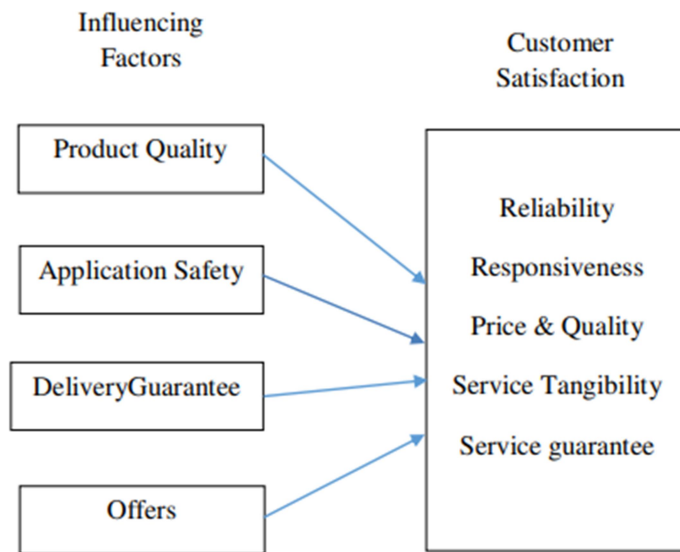 Influencing
Factors
Customer
Satisfaction
Product Quality
Application Safety
DeliveryGuarantee
Offers
Reliability
Responsiveness
Price & Quality
Service Tangibility
Service guarantee